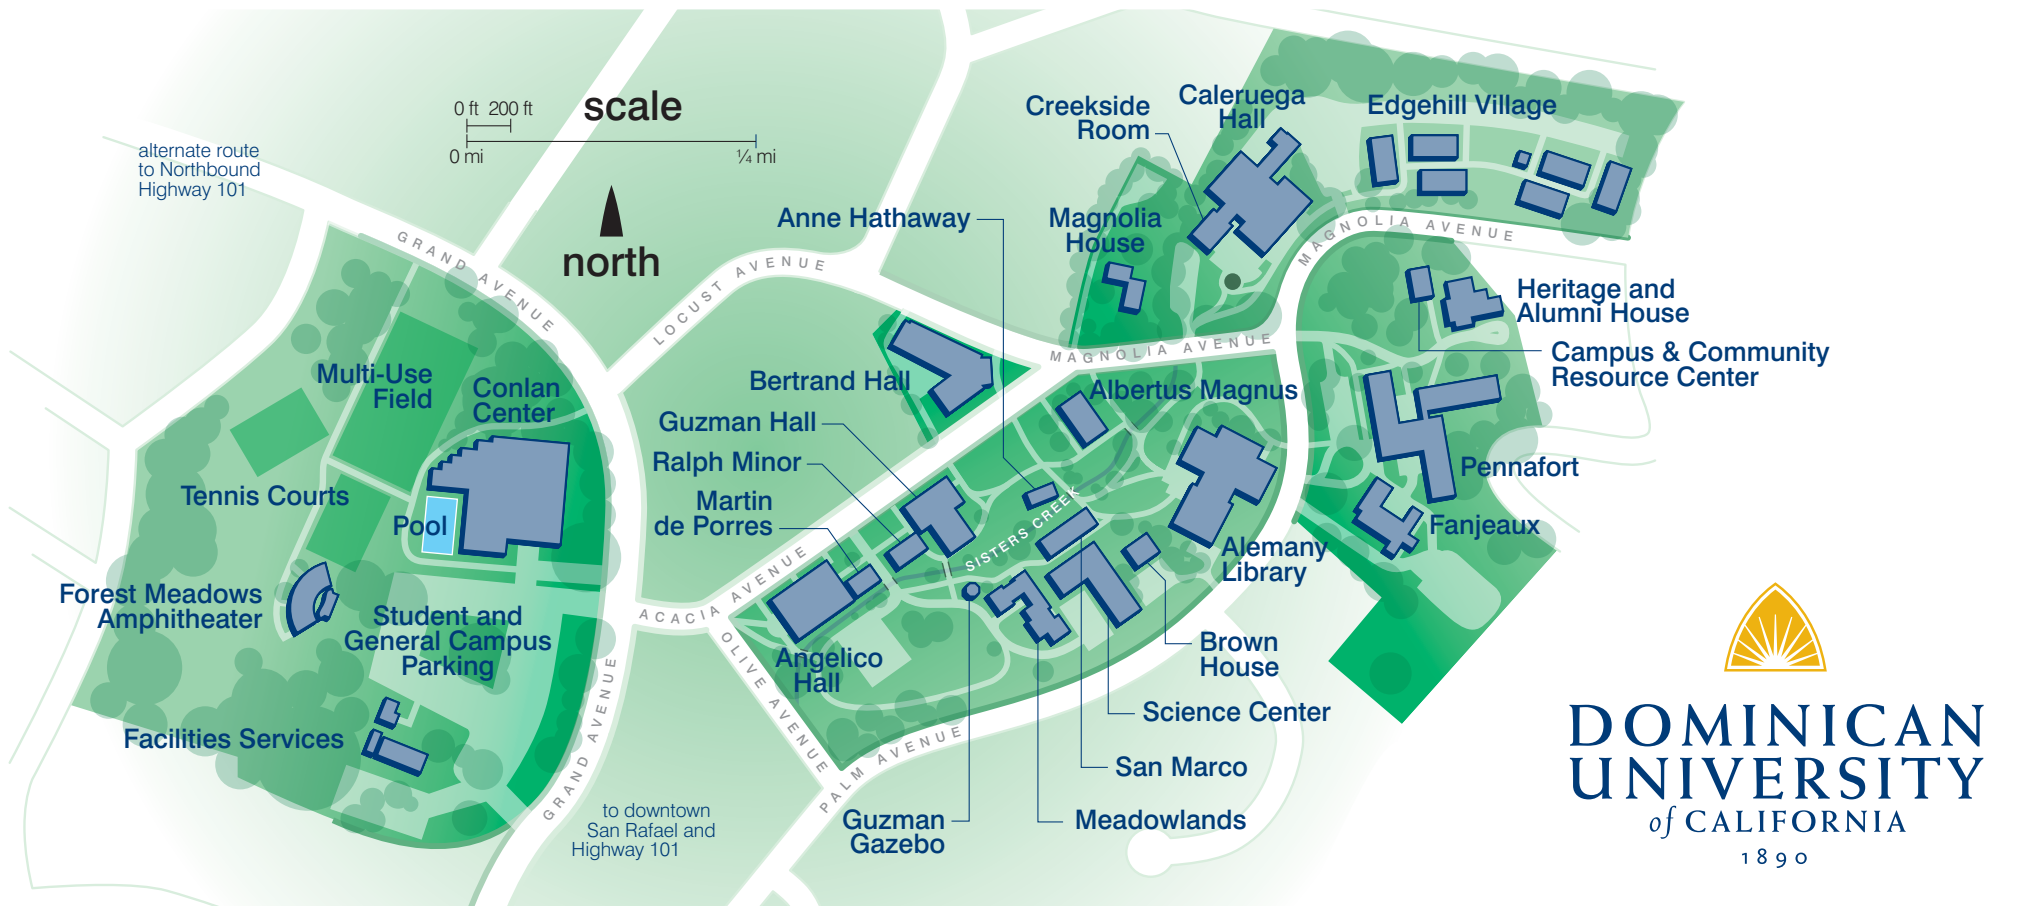 0 ft 200 ft
scale
0 mi
¼ mi
north
alternate route
to Northbound
Highway 101
GRAND AVENUE
LOCUST AVENUE
Creekside
Room
Caleruega
Hall
Edgehill Village
Anne Hathaway
Magnolia
House
MAGNOLIA AVENUE
MAGNOLIA AVENUE
Heritage and
Alumni House
Campus & Community
Resource Center
Multi-Use
Field
Conlan
Center
Bertrand Hall
Albertus Magnus
Guzman Hall
Ralph Minor
Martin
de Porres
Tennis Courts
Pool
Pennafort
Fanjeaux
SISTERS CREEK
Alemany
Library
ACACIA AVENUE
Forest Meadows
Amphitheater
Student and
General Campus
Parking
Angelico
Hall
OLIVE AVENUE
Brown
House
Science Center
San Marco
Meadowlands
Guzman
Gazebo
PALM AVENUE
GRAND AVENUE
Facilities Services
to downtown
San Rafael and
Highway 101
DOMINICAN
UNIVERSITY
of CALIFORNIA
1890